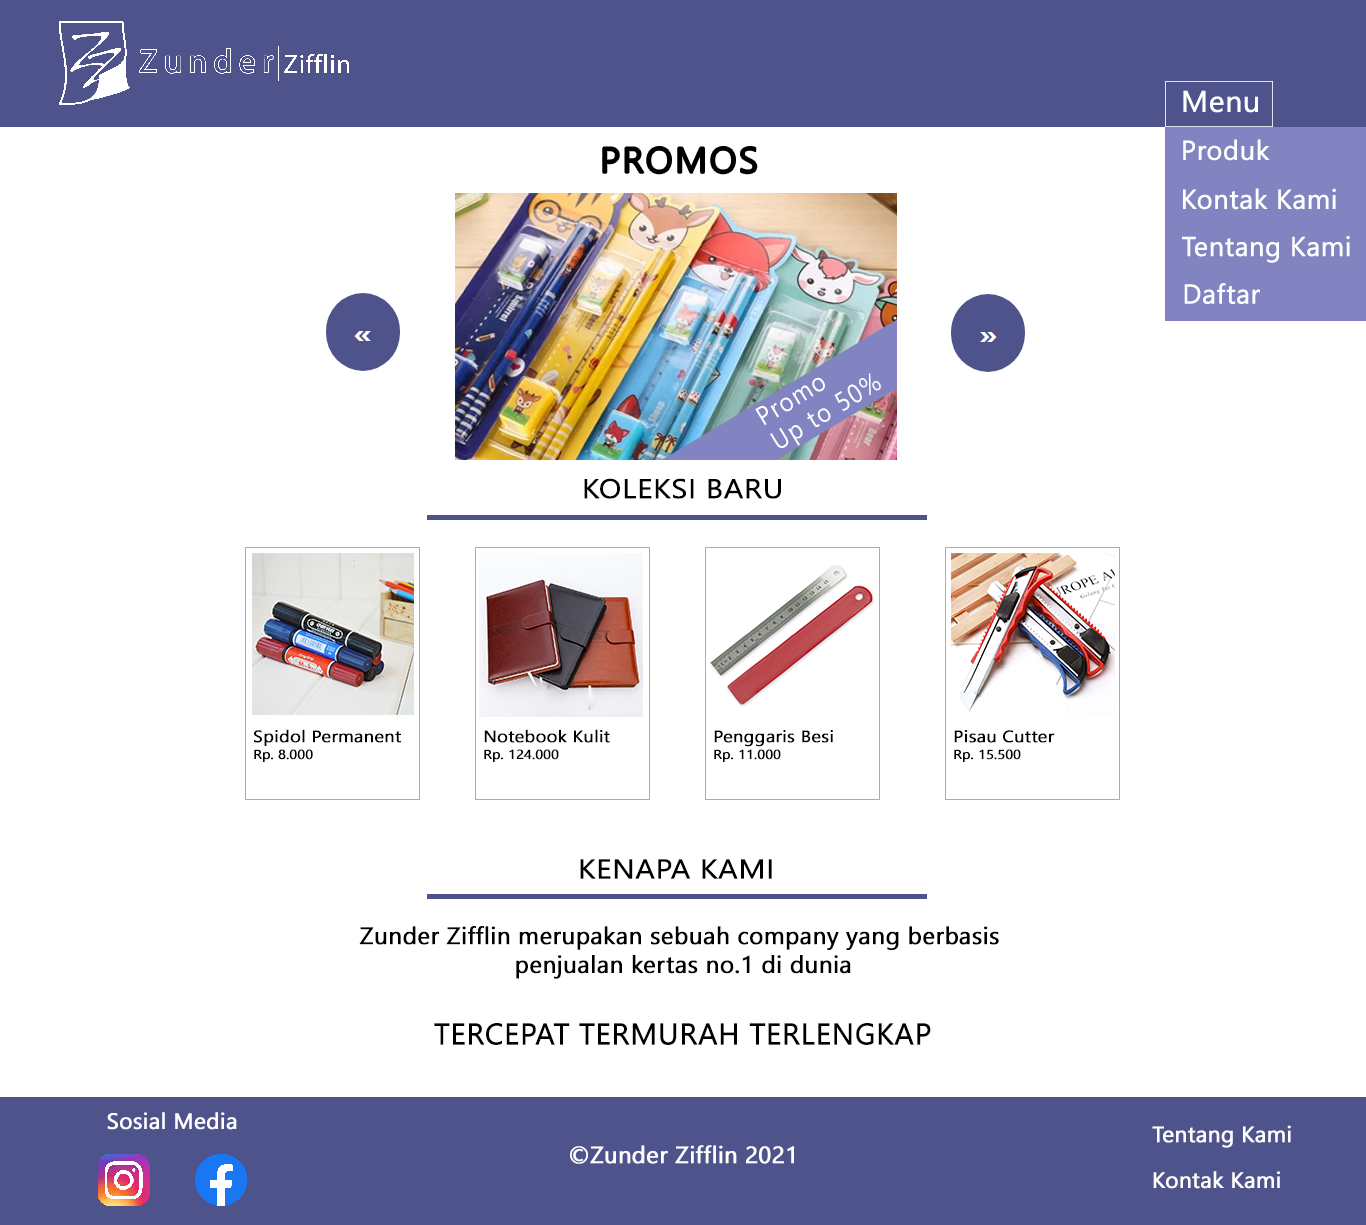 Zunder Zifflin
Menu
Produk
Kontak Kami
Tentang Kami
Daftar
PROMOS
«
»
Promo
Up to 50%
KOLEKSI BARU
EUROPE AL
Spidol Permanent
Rp. 8.000
Notebook Kulit
Rp. 124.000
Penggaris Besi
Rp. 11.000
Pisau Cutter
Rp. 15.500
KENAPA KAMI
Zunder Zifflin merupakan sebuah company yang berbasis
penjualan kertas no.1 di dunia
TERCEPAT TERMURAH TERLENGKAP
Sosial Media
©Zunder Zifflin 2021
Tentang Kami
Kontak Kami